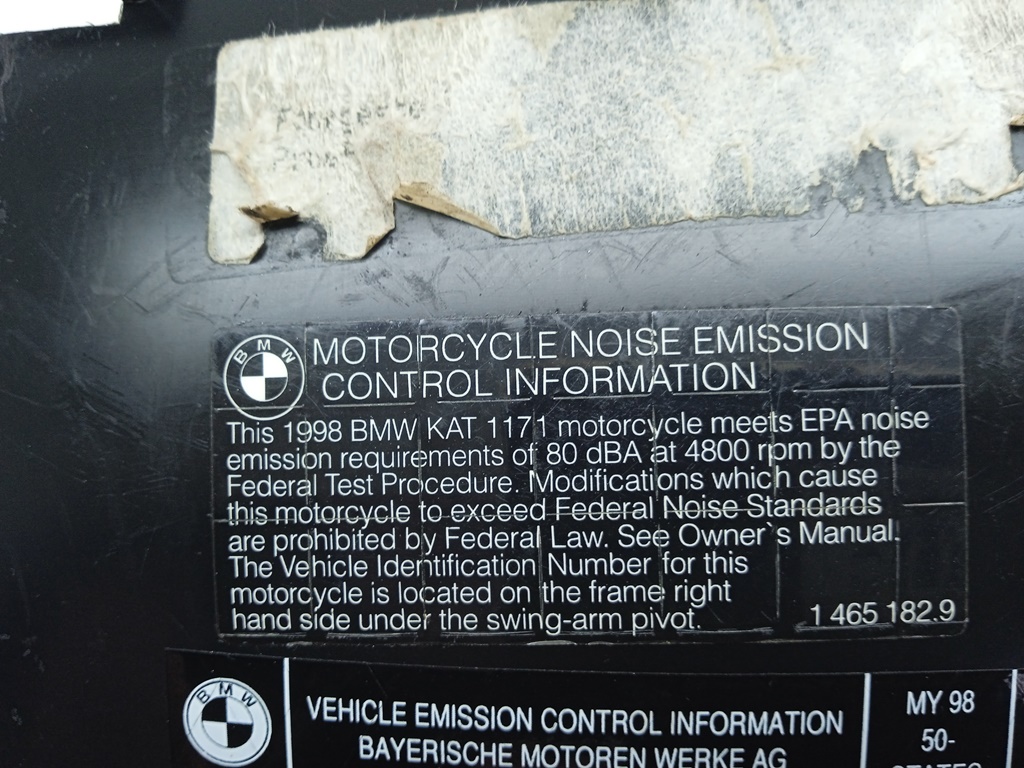 BMW
MOTORCYCLE NOISE EMISSION
CONTROL INFORMATION
This 1998 BMW KAT 1171 motorcycle meets EPA noise
emission requirements of 80 dBA at 4800 rpm by the
Federal Test Procedure. Modifications which cause
this motorcycle to exceed Federal Noise Standards
are prohibited by Federal Law. See Owner`s Manual.
The Vehicle Identification Number for this
motorcycle is located on the frame right
hand side under the swing-arm pivot.
1 465 182.9
BMW
VEHICLE EMISSION CONTROL INFORMATION
BAYERISCHE MOTOREN WERKE AG
MY 98
50-
STATES